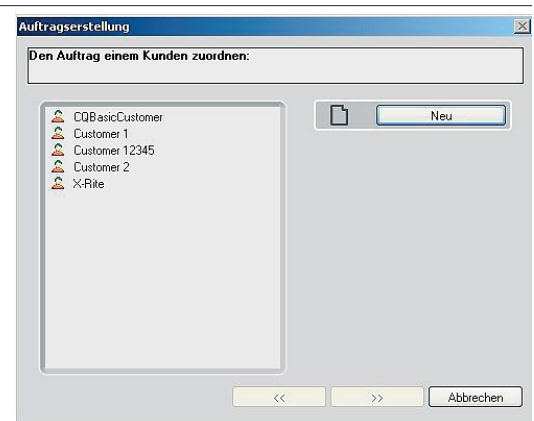 Auftragserstellung
Den Auftrag einem Kunden zuordnen:
CQBasicCustomer
Customer 1
Customer 12345
Customer 2
X-Rite
Neu
<< >> Abbrechen